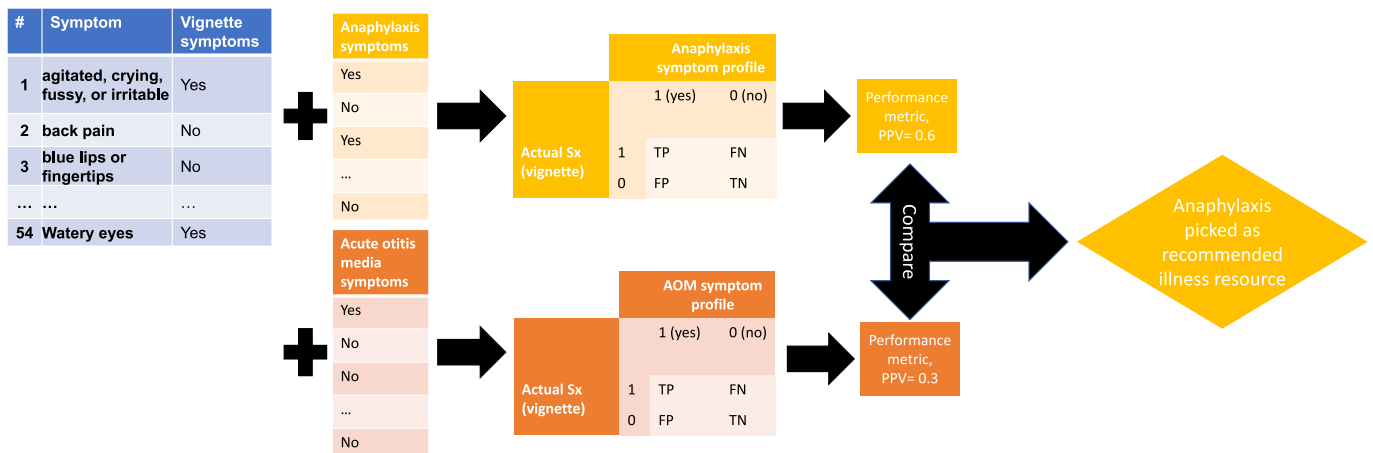 # Symptom Vignette symptoms
1 agitated, crying, fussy, or irritable Yes
2 back pain No
3 blue lips or fingertips No
... ... ...
54 Watery eyes Yes
Anaphylaxis
symptoms
Yes
No
Yes
...
No
Anaphylaxis
symptom profile
1 (yes) 0 (no)
Actual Sx
(vignette)
1 TP FN
0 FP TN
Performance
metric,
PPV= 0.6
Compare
Anaphylaxis
picked as
recommended
illness resource
Acute otitis
media
symptoms
Yes
No
No
...
No
AOM symptom
profile
1 (yes) 0 (no)
Actual Sx
(vignette)
1 TP FN
0 FP TN
Performance
metric,
PPV= 0.3